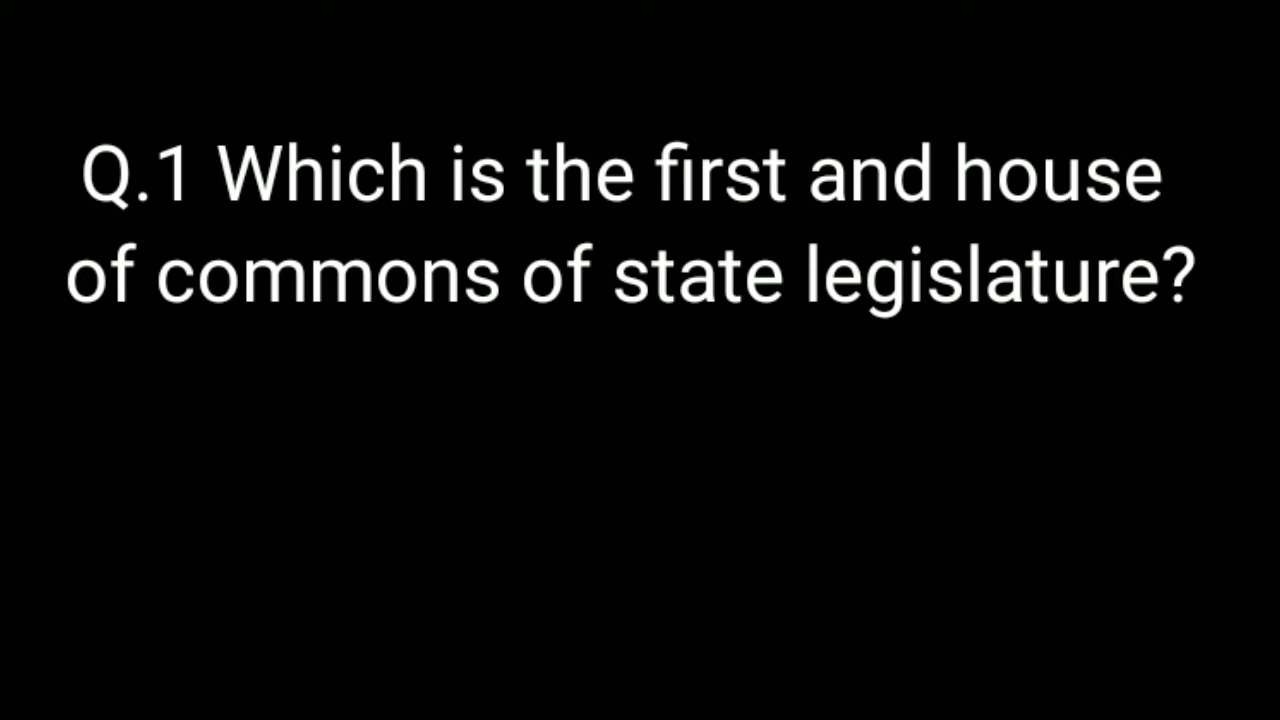 Q.1 Which is the first and house
of commons of state legislature?